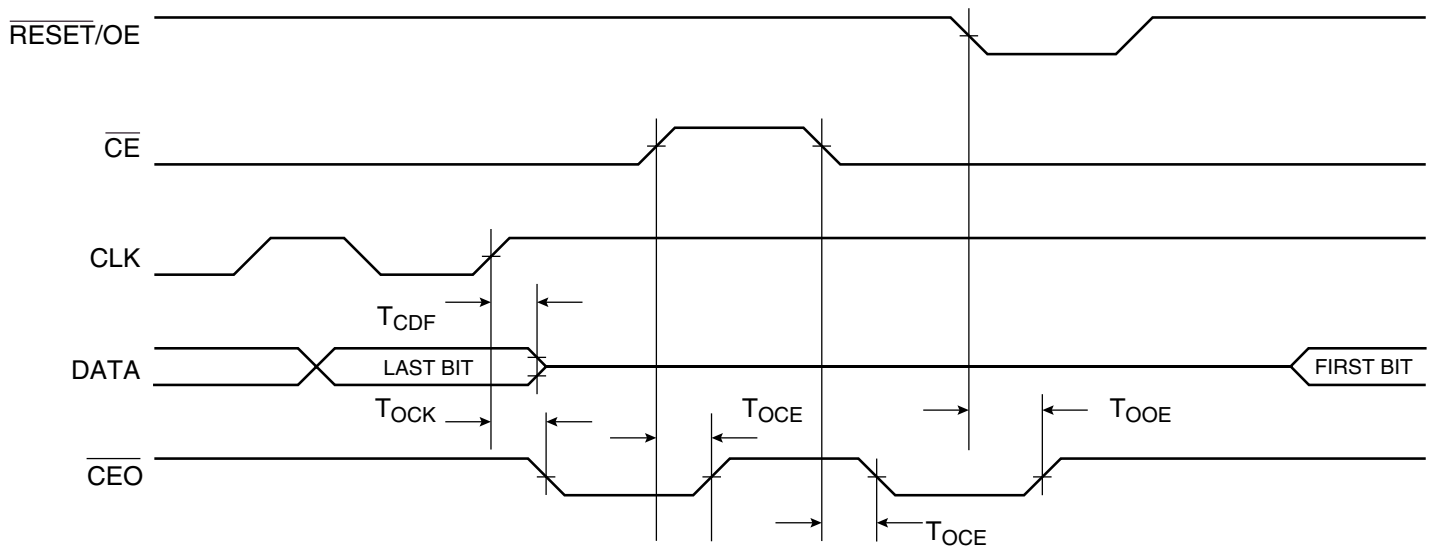 RESET/OE
CE
CLK
TCDF
DATA
LAST BIT
FIRST BIT
TOCK
TOCE
TOOE
CEO
TOCE